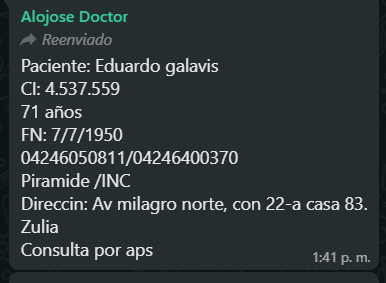 Alojose Doctor
Reenviado
Paciente: Eduardo galavis
CI: 4.537.559
71 años
FN: 7/7/1950
04246050811/04246400370
Piramide /INC
Direccin: Av milagro norte, con 22-a casa 83.
Zulia
Consulta por aps
1:41 p. m.